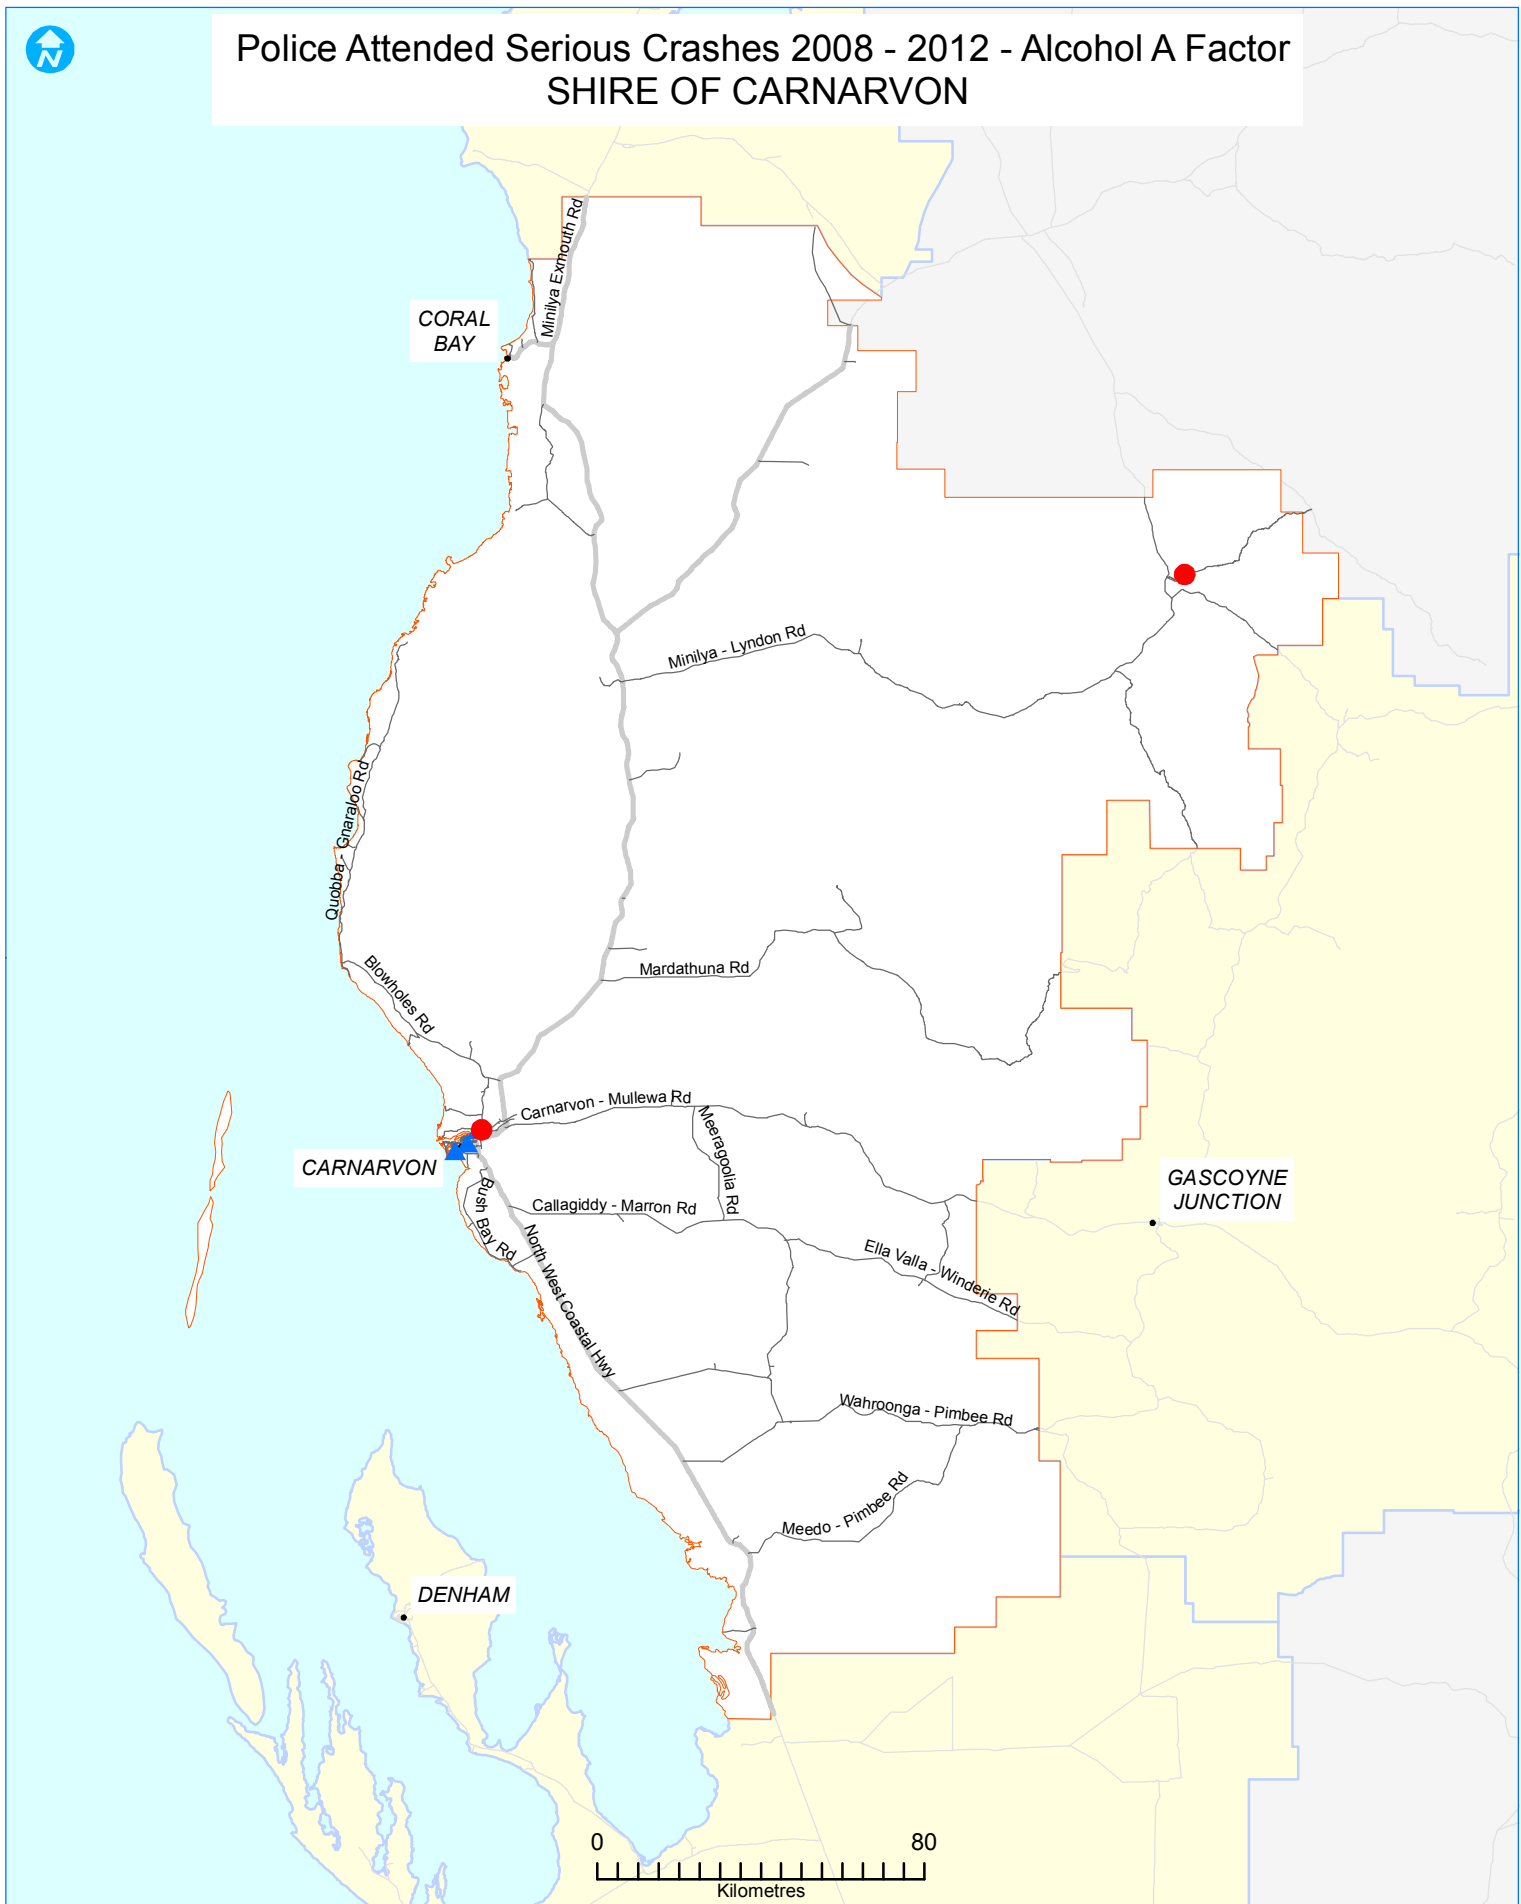 N
Police Attended Serious Crashes 2008 - 2012 - Alcohol A Factor
SHIRE OF CARNARVON
Minilya Exmouth Rd
CORAL
BAY
Minilya - Lyndon Rd
Quobba - Gnaraloo Rd
Blowholes Rd
Mardathuna Rd
Carnarvon - Mullewa Rd
Meeragoolia Rd
CARNARVON
Bush Bay Rd
Callagiddy - Marron Rd
GASCOYNE
JUNCTION
North West Coastal Hwy
Ella Valla - Winderie Rd
Wahroonga - Pimbee Rd
Meedo - Pimbee Rd
DENHAM
0 80
Kilometres